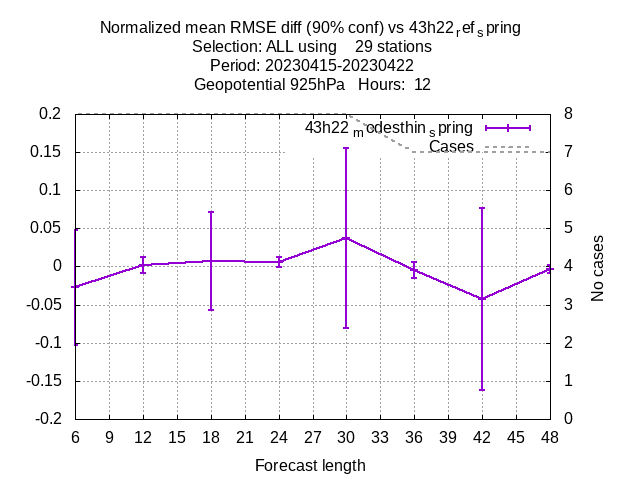 Normalized mean RMSE diff (90% conf) vs 43h22refspring
Selection: ALL using 29 stations
Period: 20230415-20230422
Geopotential 925hPa Hours: 12
0.2
0.15
0.1
0.05
0
-0.05
-0.1
-0.15
-0.2
43h22modesthinspring
Cases
8
7
6
5
4
3
2
1
0
No cases
6 9 12 15 18 21 24 27 30 33 36 39 42 45 48
Forecast length